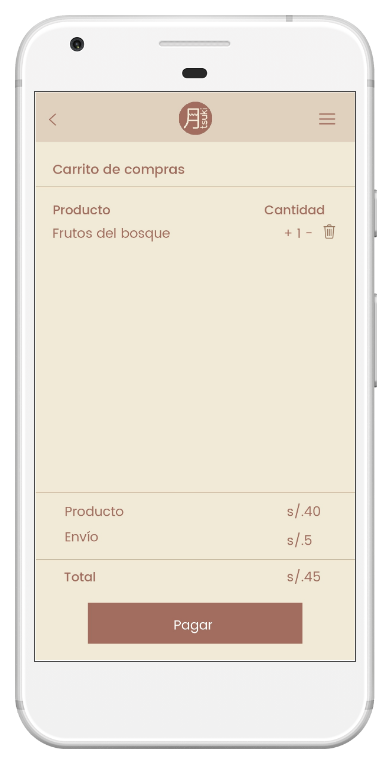 月 tsuki
Carrito de compras
Producto Cantidad
Frutos del bosque + 1 -
Producto s/.40
Envío s/.5
Total s/.45
Pagar